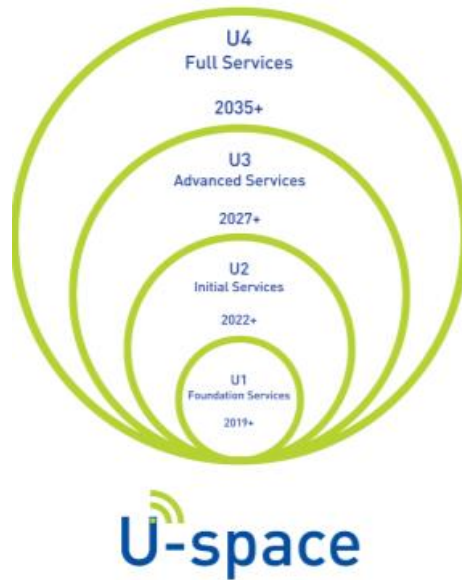 U4
Full Services
2035+
U3
Advanced Services
2027+
U2
Initial Services
2022+
U1
Foundation Services
2019+
U-space